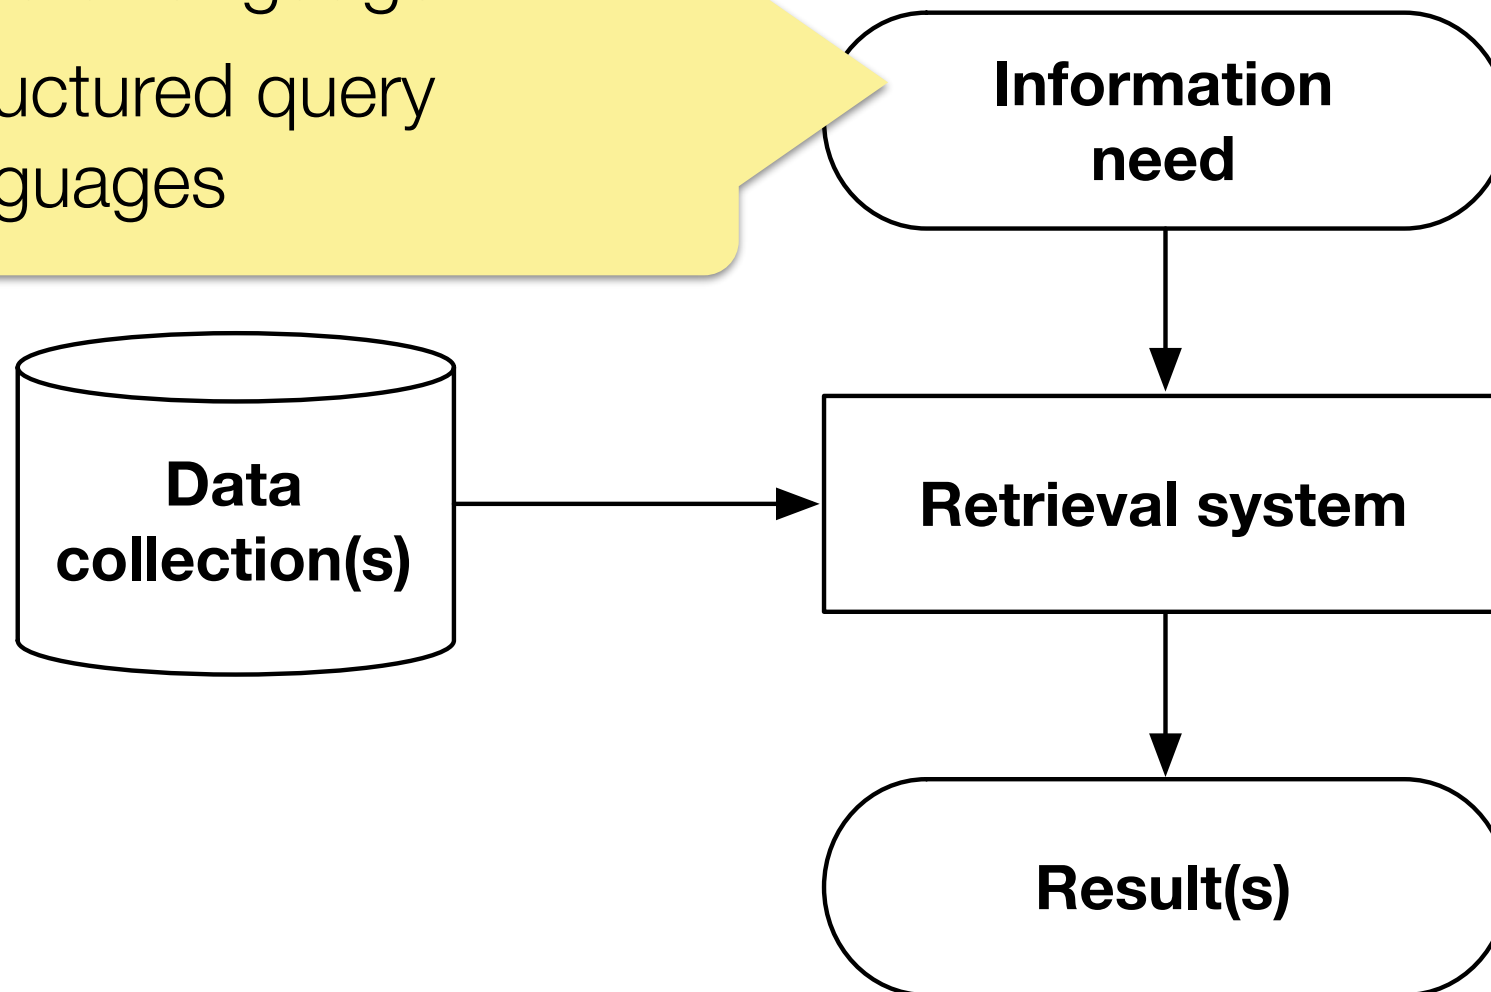 uctured query
guages
Information
need
Data
collection(s)
Retrieval system
Result(s)